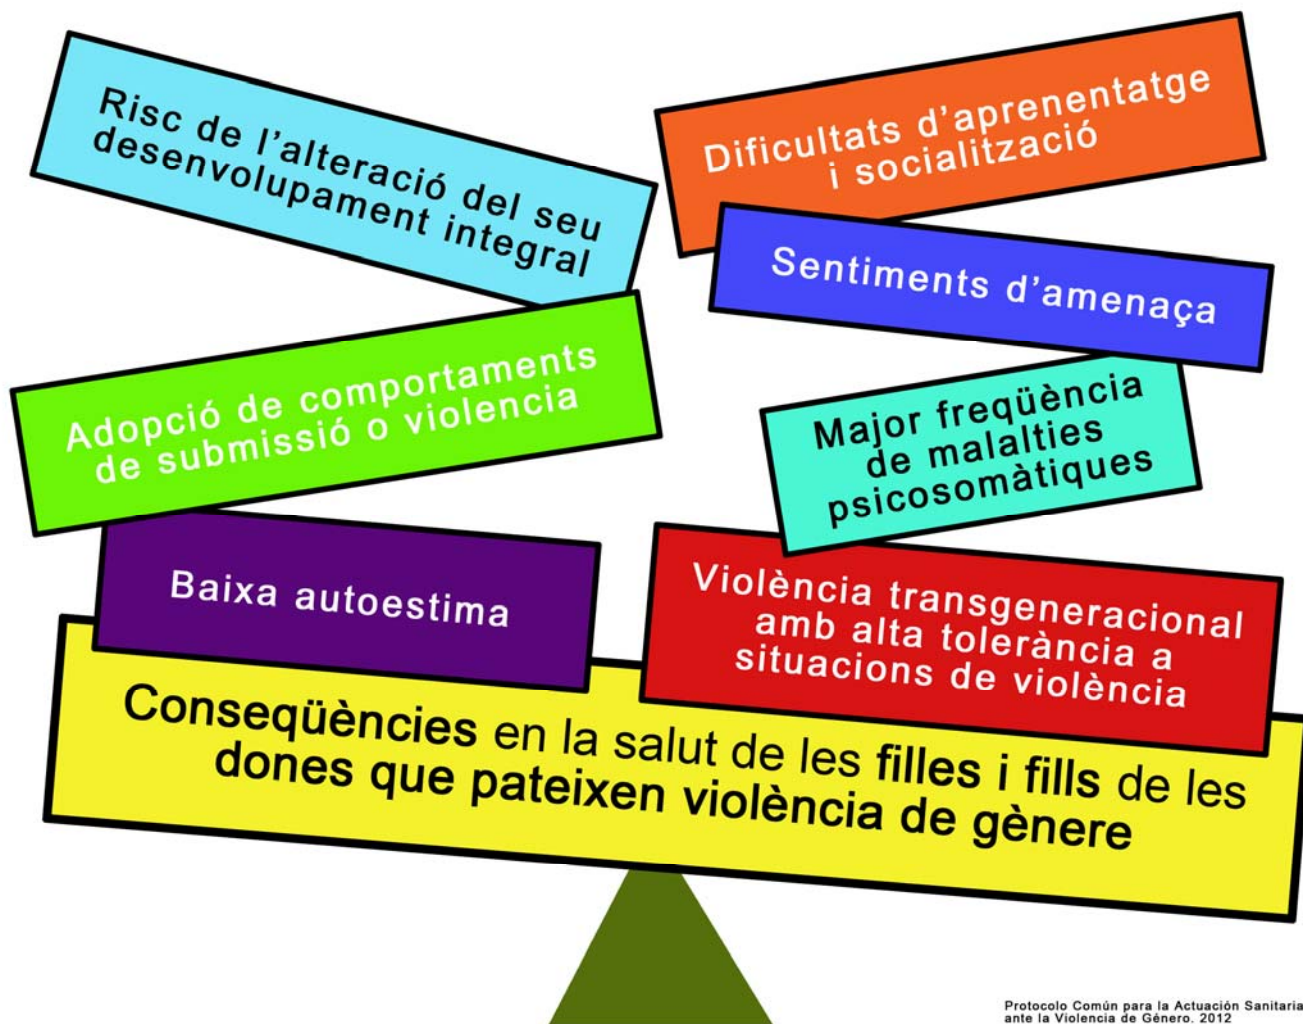 Risc de l'alteració del seu
desenvolupament integral
Adopció de comportaments
de submissió o violencia
Baixa autoestima
Dificultats d'aprenentatge
i socialització
Sentiments d'amenaça
Major freqüència
de malalties
psicosomàtiques
Violència transgeneracional
amb alta tolerància a
situacions de violència
Conseqüències en la salut de les filles i fills de les
dones que pateixen violència de gènere
Protocolo Común para la Actuación Sanitaria
ante la Violencia de Género. 2012